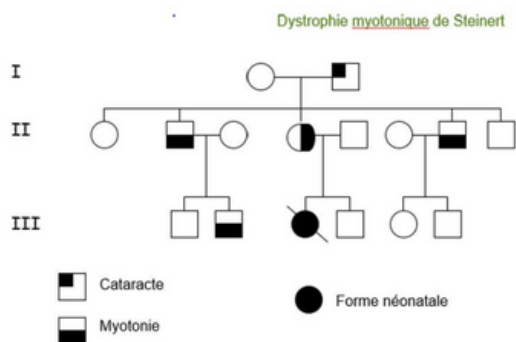 Dystrophie myotonique de Steinert
I
II
III
Cataracte
Forme néonatale
Myotonie